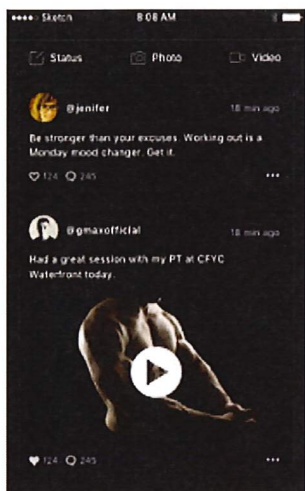 Sketch 8:08 AM
Status Photo Video
@jenifer 18 min ago
Be stronger than your excuses. Working out is a
Monday mood changer. Get it.
124 245
@gmaxofficial 18 min ago
Had a great session with my PT at CFYC
Waterfront today.
124 245